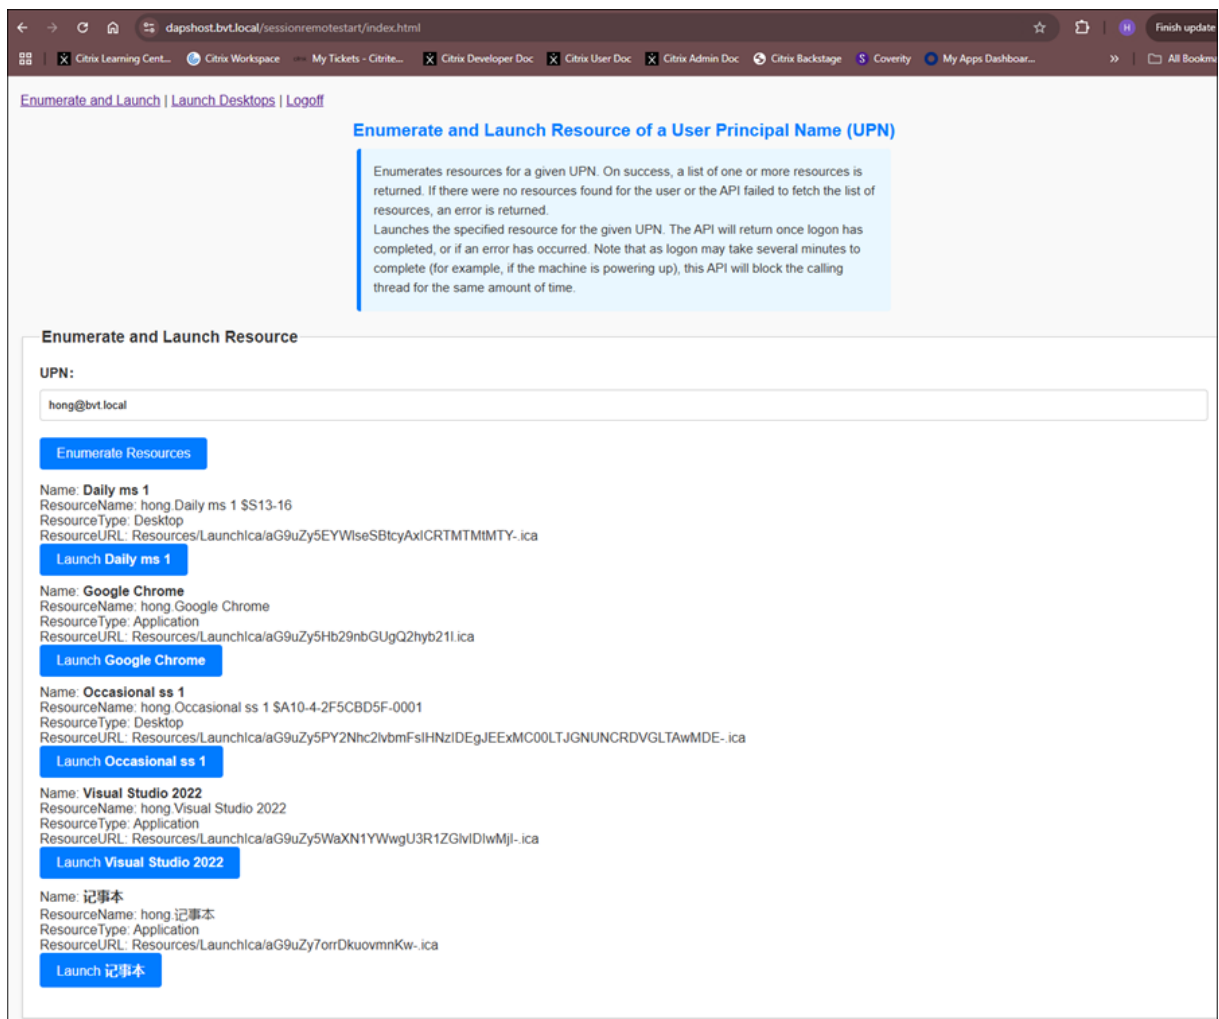 dapshost.bvt.local/sessionremotestart/index.html
H
Finish update
Citrix Learning Cent...
Citrix Workspace
My Tickets - Citrite...
Citrix Developer Doc
Citrix User Doc
Citrix Admin Doc
Citrix Backstage
Coverity
My Apps Dashboar...
»
All Bookma
Enumerate and Launch | Launch Desktops | Logoff
Enumerate and Launch Resource of a User Principal Name (UPN)
Enumerates resources for a given UPN. On success, a list of one or more resources is
returned. If there were no resources found for the user or the API failed to fetch the list of
resources, an error is returned.
Launches the specified resource for the given UPN. The API will return once logon has
completed, or if an error has occurred. Note that as logon may take several minutes to
complete (for example, if the machine is powering up), this API will block the calling
thread for the same amount of time.
Enumerate and Launch Resource
UPN:
hong@bvt.local
Enumerate Resources
Name: Daily ms 1
ResourceName: hong.Daily ms 1 $S13-16
ResourceType: Desktop
ResourceURL: Resources/LaunchIca/aG9uZy5EYWlseSBtcyAxICRTMTMtMTY-.ica
Launch Daily ms 1
Name: Google Chrome
ResourceName: hong.Google Chrome
ResourceType: Application
ResourceURL: Resources/LaunchIca/aG9uZy5Hb29nbGUgQ2hyb21l.ica
Launch Google Chrome
Name: Occasional ss 1
ResourceName: hong.Occasional ss 1 $A10-4-2F5CBD5F-0001
ResourceType: Desktop
ResourceURL: Resources/LaunchIca/aG9uZy5PY2Nhc2lvbmFsIHNzIDEgJEExMC00LTJGNUNCRDVGLTAwMDE-.ica
Launch Occasional ss 1
Name: Visual Studio 2022
ResourceName: hong.Visual Studio 2022
ResourceType: Application
ResourceURL: Resources/LaunchIca/aG9uZy5WaXN1YWwgU3R1ZGlvIDIwMjI-.ica
Launch Visual Studio 2022
Name: 记事本
ResourceName: hong.记事本
ResourceType: Application
ResourceURL: Resources/LaunchIca/aG9uZy7orrDkuovmnKw-.ica
Launch 记事本